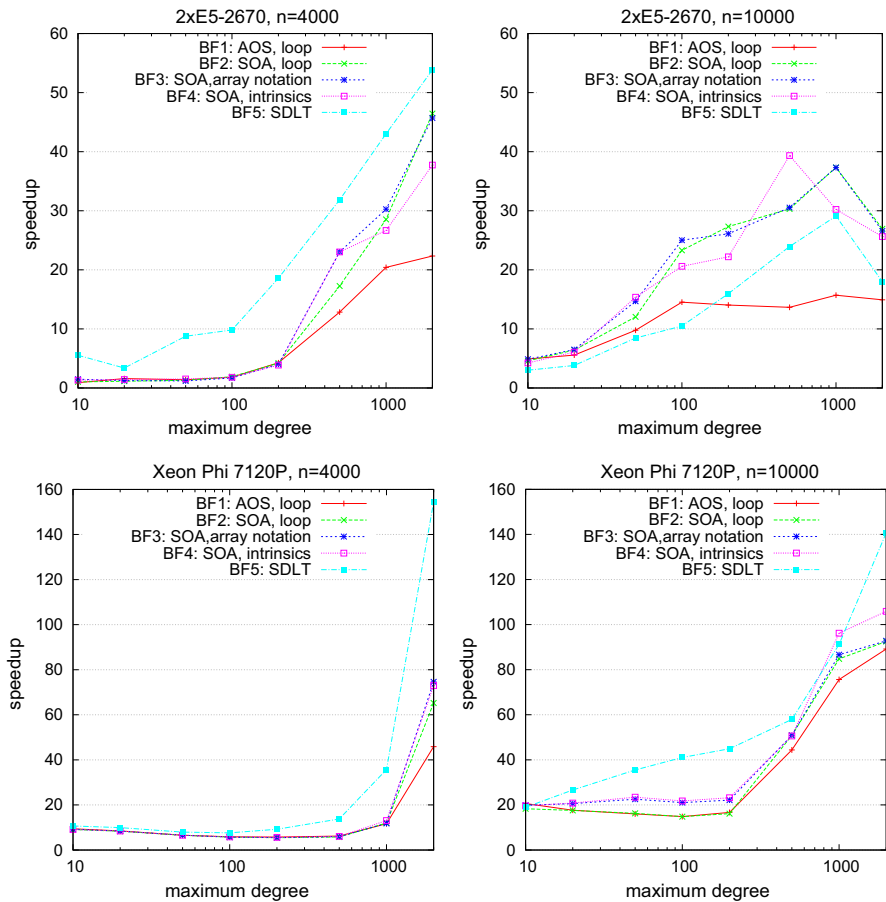 2xE5-2670, n=4000
60
50
40
30
20
10
0
10
100
1000
speedup
maximum degree
BF1: AOS, loop
BF2: SOA, loop
BF3: SOA,array notation
BF4: SOA, intrinsics
BF5: SDLT
2xE5-2670, n=10000
60
50
40
30
20
10
0
10
100
1000
speedup
maximum degree
BF1: AOS, loop
BF2: SOA, loop
BF3: SOA,array notation
BF4: SOA, intrinsics
BF5: SDLT
Xeon Phi 7120P, n=4000
160
140
120
100
80
60
40
20
0
10
100
1000
speedup
maximum degree
BF1: AOS, loop
BF2: SOA, loop
BF3: SOA,array notation
BF4: SOA, intrinsics
BF5: SDLT
Xeon Phi 7120P, n=10000
160
140
120
100
80
60
40
20
0
10
100
1000
speedup
maximum degree
BF1: AOS, loop
BF2: SOA, loop
BF3: SOA,array notation
BF4: SOA, intrinsics
BF5: SDLT